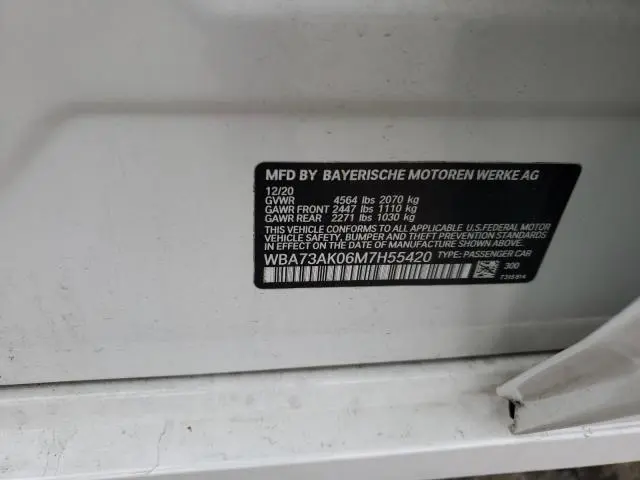 MFD BY BAYERISCHE MOTOREN WERKE AG
12/20
GVWR 4564 lbs 2070 kg
GAWR FRONT 2447 lbs 1110 kg
GAWR REAR 2271 lbs 1030 kg
THIS VEHICLE CONFORMS TO ALL APPLICABLE U.S.FEDERAL MOTOR
VEHICLE SAFETY, BUMPER, AND THEFT PREVENTION STANDARDS
IN EFFECT ON THE DATE OF MANUFACTURE SHOWN ABOVE.
WBA73AK06M7H55420 TYPE: PASSENGER CAR
300